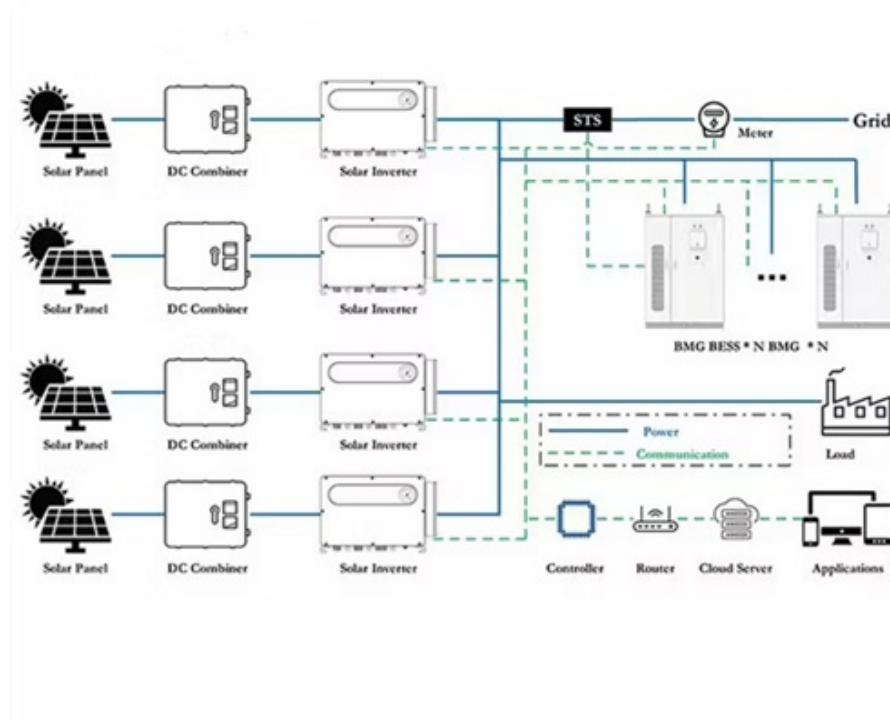 STS
Meter
Grid
Solar Panel
DC Combiner
Solar Inverter
Solar Panel
DC Combiner
Solar Inverter
BMG BESS * N BMG * N
Solar Panel
DC Combiner
Solar Inverter
Power
Communication
Load
Solar Panel
DC Combiner
Solar Inverter
Controller
Router
Cloud Server
Applications